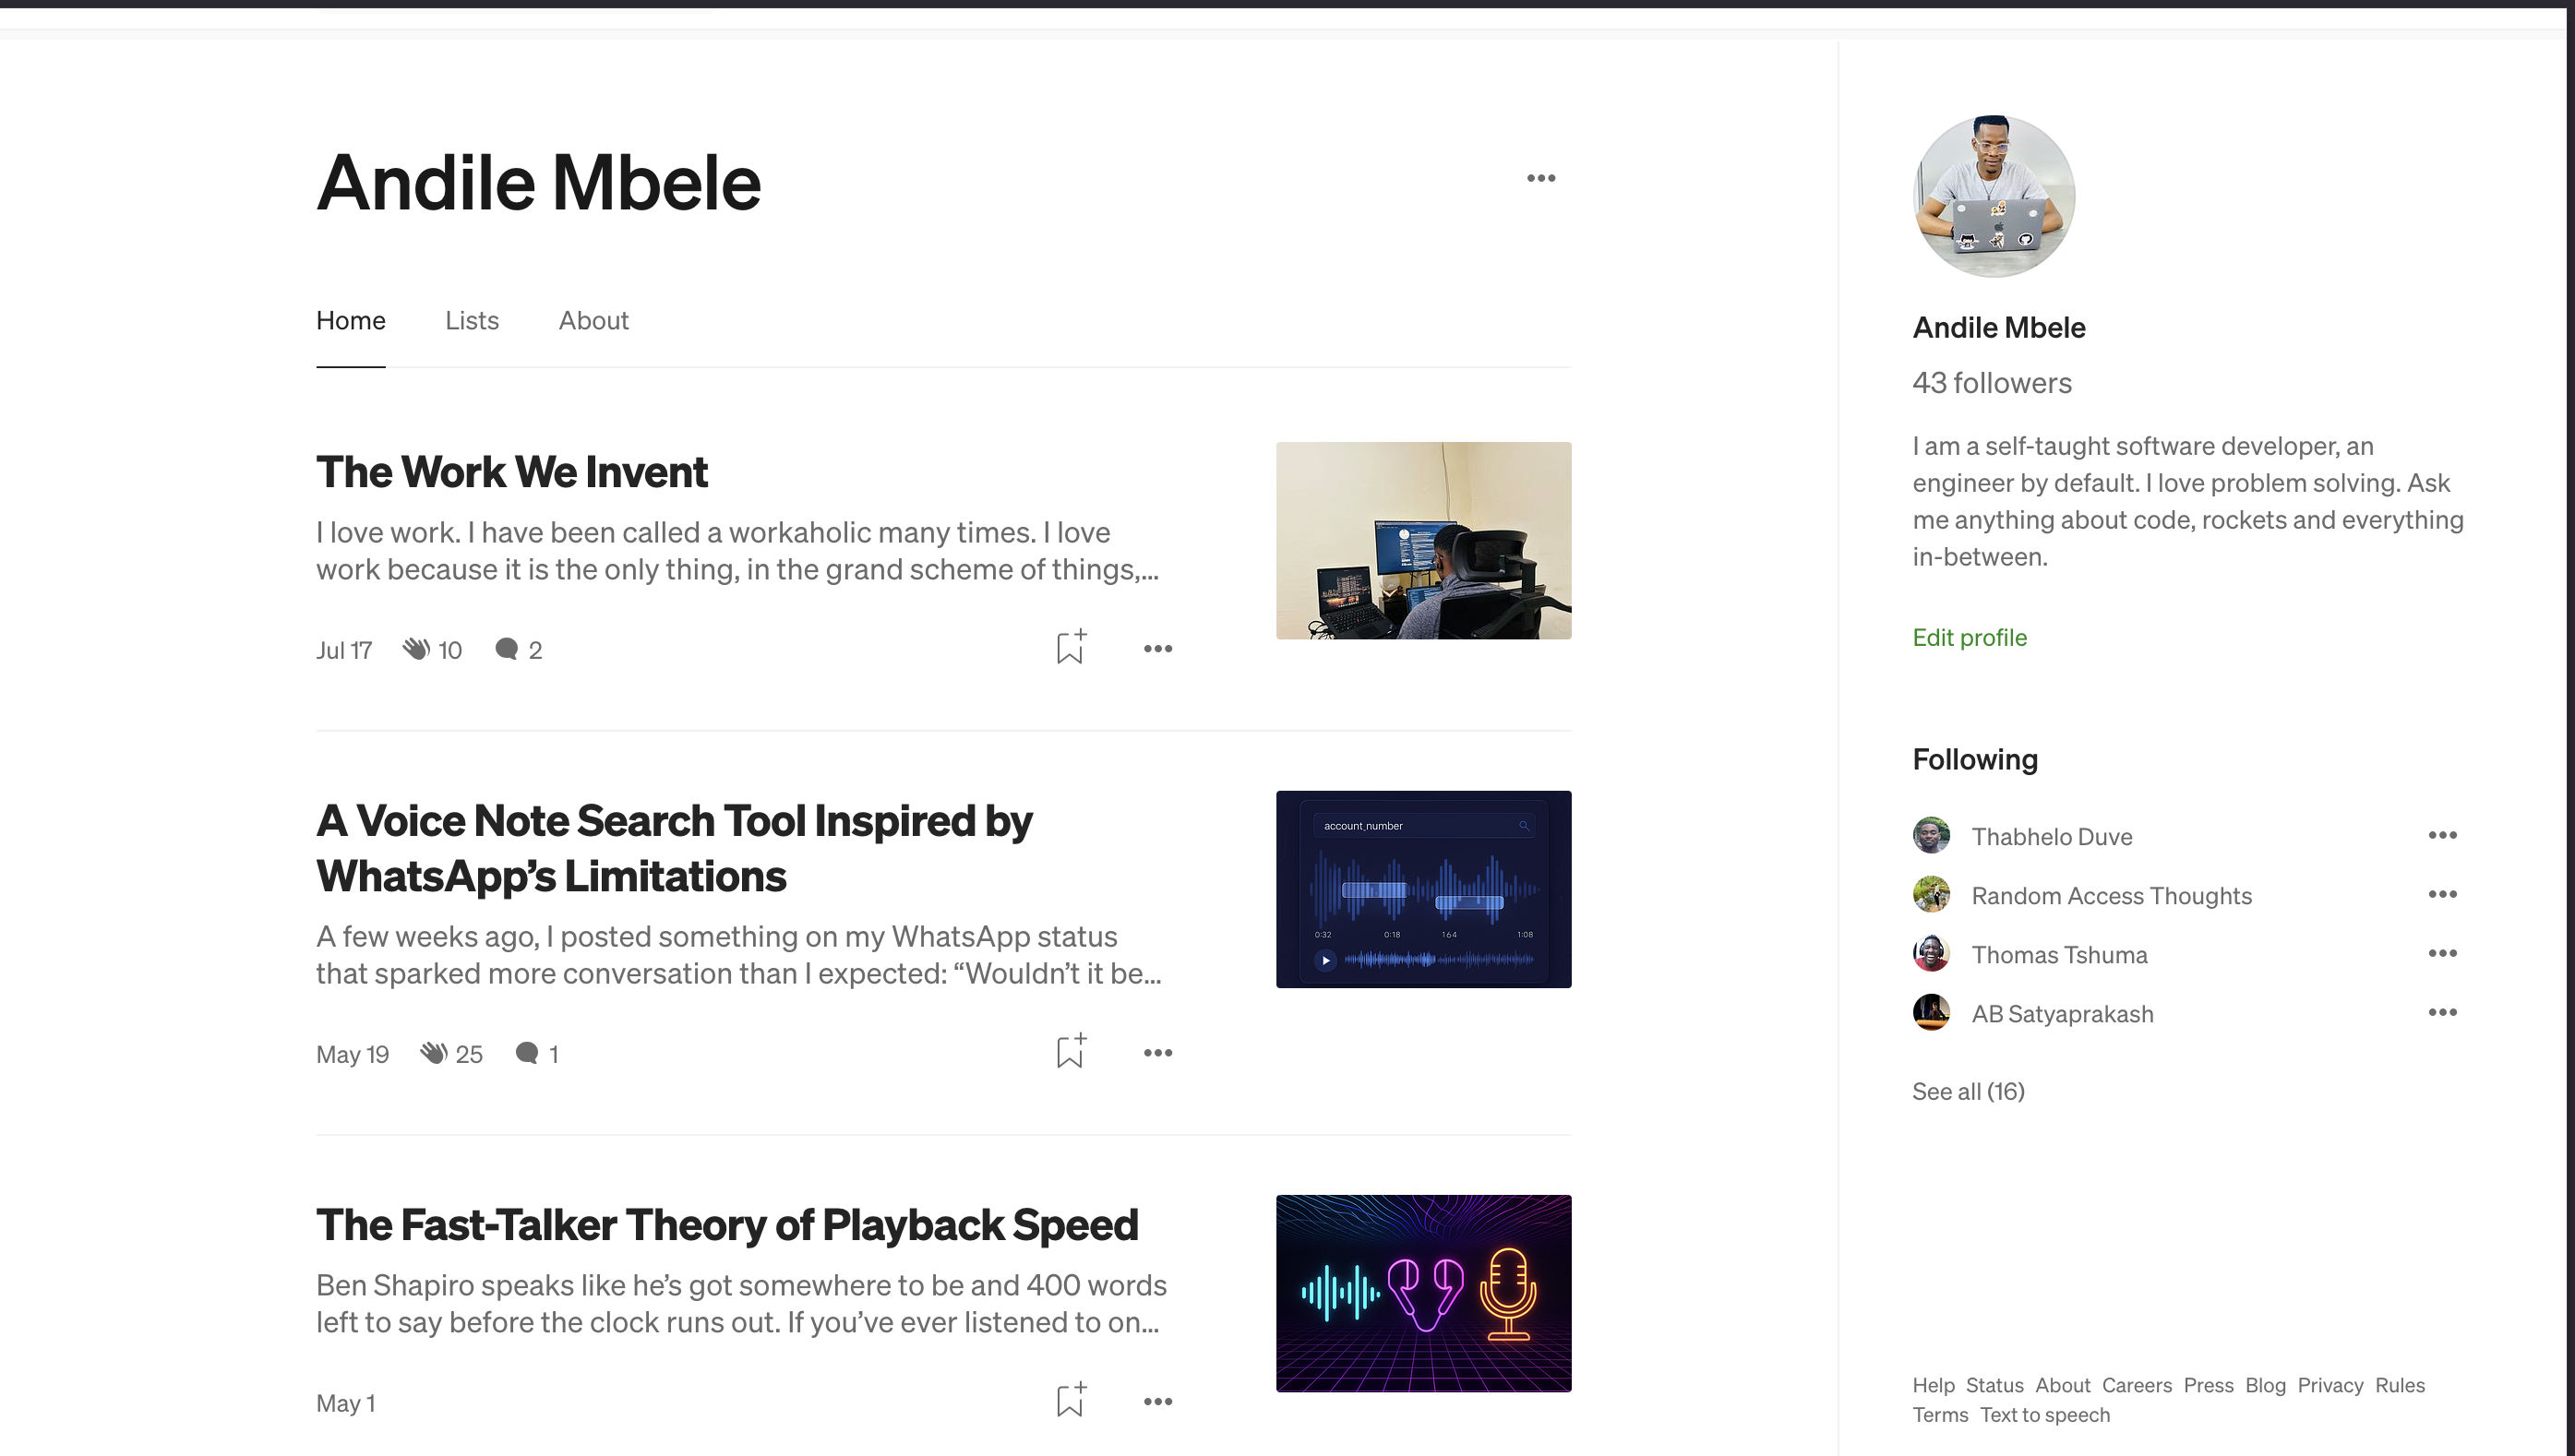 Andile Mbele
Home Lists About
The Work We Invent
I love work. I have been called a workaholic many times. I love
work because it is the only thing, in the grand scheme of things,...
Jul 17 10 2
A Voice Note Search Tool Inspired by
WhatsApp’s Limitations
A few weeks ago, I posted something on my WhatsApp status
that sparked more conversation than I expected: “Wouldn’t it be...
May 19 25 1
account_number
0:32 0:18 164 1:08
The Fast-Talker Theory of Playback Speed
Ben Shapiro speaks like he’s got somewhere to be and 400 words
left to say before the clock runs out. If you’ve ever listened to on...
May 1
Andile Mbele
43 followers
I am a self-taught software developer, an
engineer by default. I love problem solving. Ask
me anything about code, rockets and everything
in-between.
Edit profile
Following
Thabhelo Duve
Random Access Thoughts
Thomas Tshuma
AB Satyaprakash
See all (16)
Help Status About Careers Press Blog Privacy Rules
Terms Text to speech